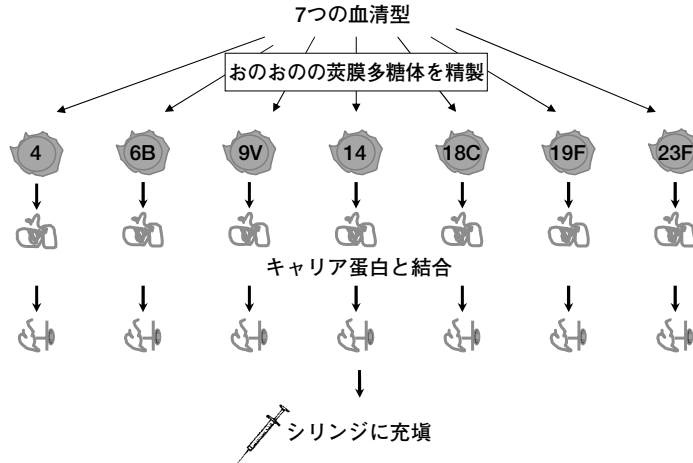 7つの血清型
おのおのの莢膜多糖体を精製
4
6B
9V
14
18C
19F
23F
キャリア蛋白と結合
シリンジに充塡